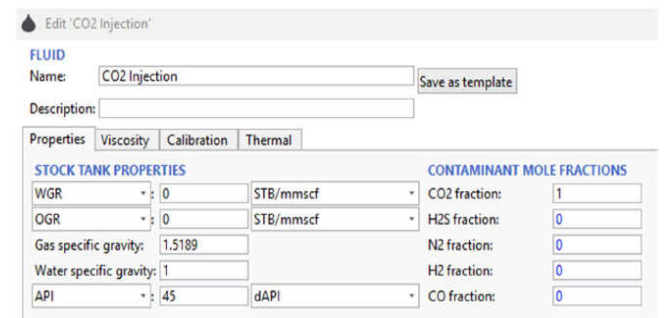 Edit 'CO2 Injection'
FLUID
Name: CO2 Injection Save as template
Description:
Properties Viscosity Calibration Thermal
STOCK TANK PROPERTIES CONTAMINANT MOLE FRACTIONS
WGR : 0 STB/mmscf CO2 fraction: 1
OGR : 0 STB/mmscf H2S fraction: 0
Gas specific gravity: 1.5189 N2 fraction: 0
Water specific gravity: 1 H2 fraction: 0
API : 45 dAPI CO fraction: 0